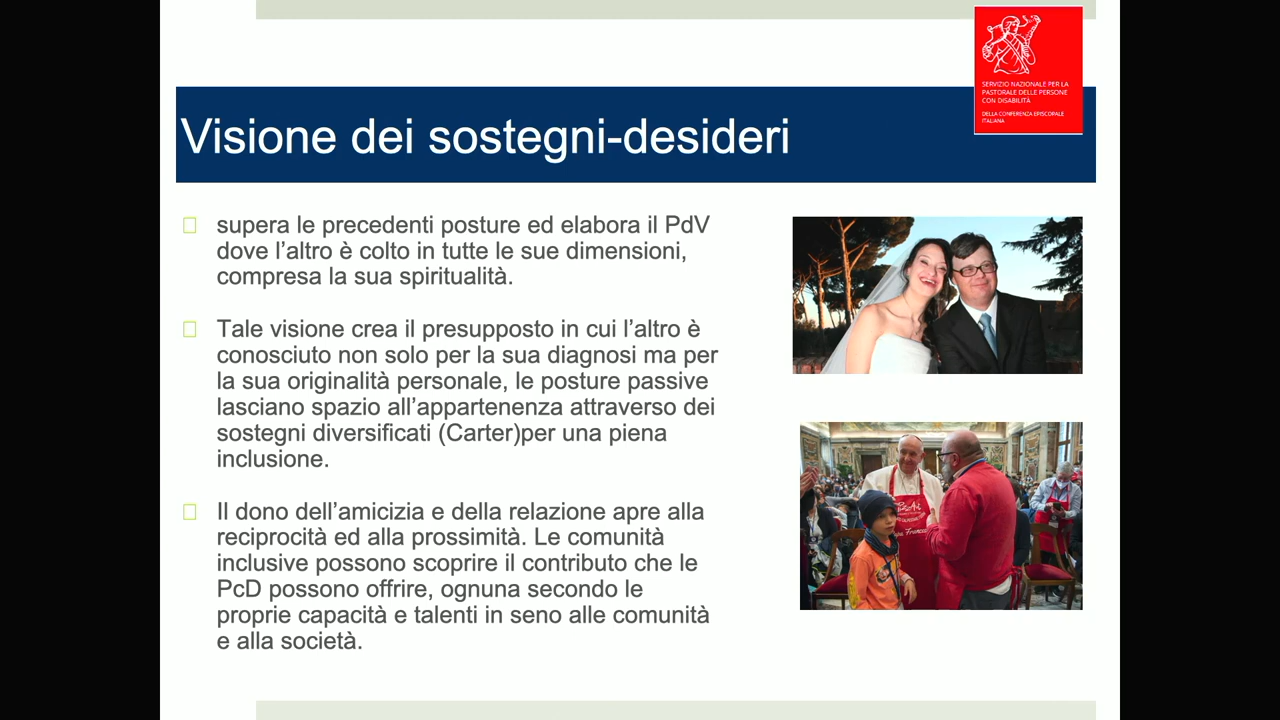 SERVIZIO NAZIONALE PER LA
PASTORALE DELLE PERSONE
CON DISABILITÀ
DELLA CONFERENZA EPISCOPALE
ITALIANA
Visione dei sostegni-desideri
supera le precedenti posture ed elabora il PdV
dove l’altro è colto in tutte le sue dimensioni,
compresa la sua spiritualità.
Tale visione crea il presupposto in cui l’altro è
conosciuto non solo per la sua diagnosi ma per
la sua originalità personale, le posture passive
lasciano spazio all’appartenenza attraverso dei
sostegni diversificati (Carter)per una piena
inclusione.
Il dono dell’amicizia e della relazione apre alla
reciprocità ed alla prossimità. Le comunità
inclusive possono scoprire il contributo che le
PcD possono offrire, ognuna secondo le
proprie capacità e talenti in seno alle comunità
e alla società.